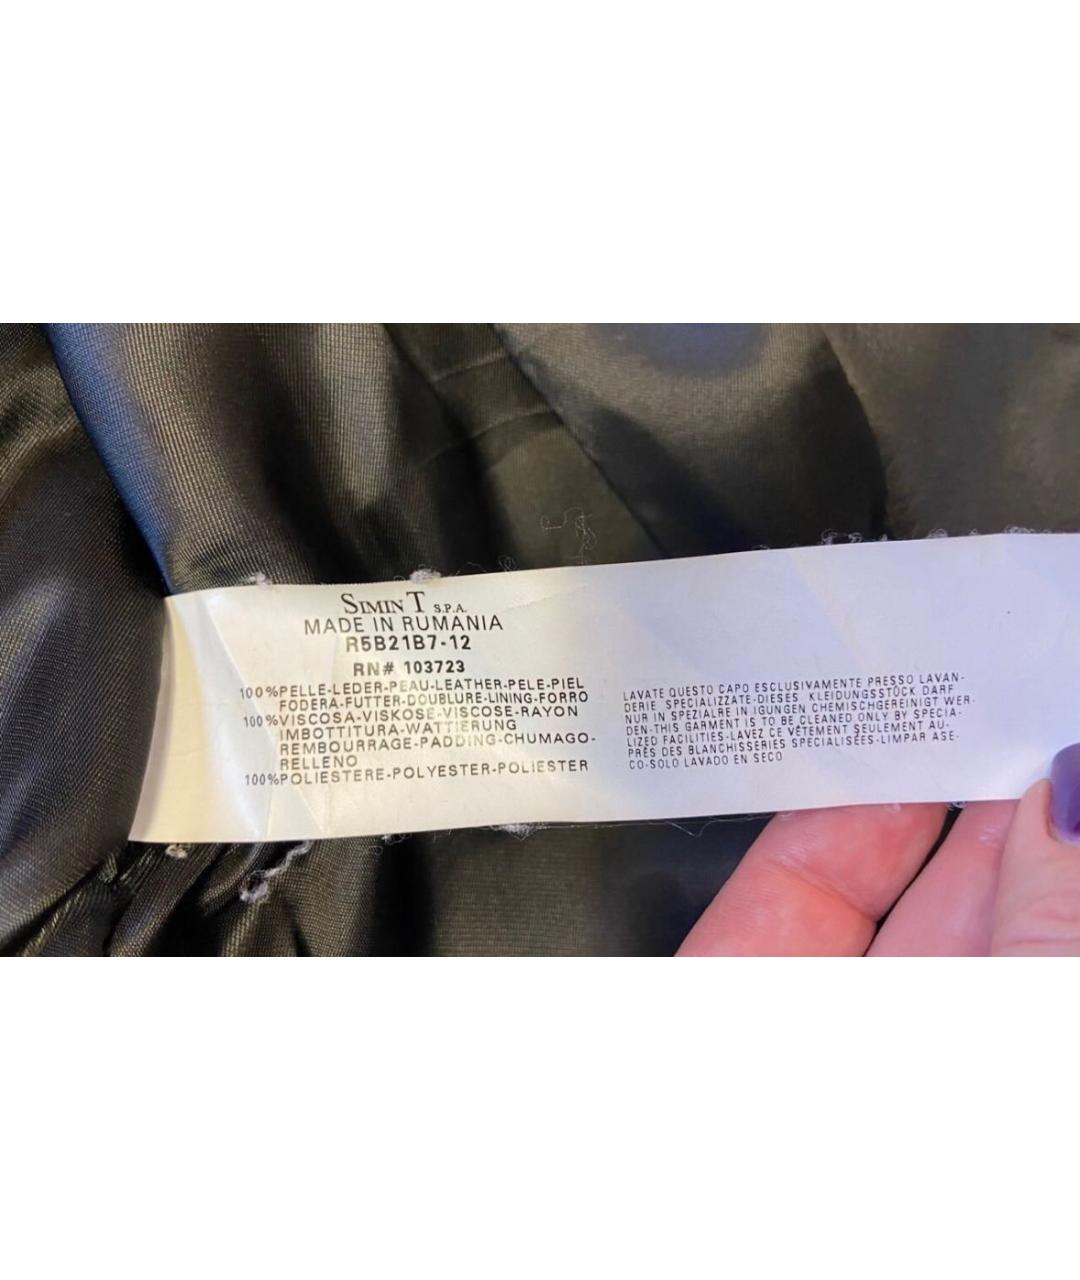 SIMIN T S.P.A.
MADE IN RUMANIA
R5B21B7-12
RN# 103723
100%PELLE-LEDER-PEAU-LEATHER-PELE-PIEL
FODERA-FUTTER-DOUBLURE-LINING-FORRO
100%VISCOSA-VISKOSE-VISCOSE-RAYON
IMBOTTITURA-WATTIERUNG
REMBOURRAGE-PADDING-CHUMAGO-
RELLENO
100%POLIESTERE-POLYESTER-POLIESTER
LAVATE QUESTO CAPO ESCLUSIVAMENTE PRESSO LAVAN-
DERIE SPECIALIZZATE-DIESES KLEIDUNGSSTÜCK DARF
NUR IN SPEZIALRE IN IGUNGEN CHEMISCHGEREINIGT WER-
DEN-THIS GARMENT IS TO BE CLEANED ONLY BY SPECIA-
LIZED FACILITIES-LAVEZ CE VÊTEMENT SEULEMENT AU-
PRÈS DES BLANCHISSERIES SPECIALISÉES-LIMPAR ASE-
CO-SOLO LAVADO EN SECO